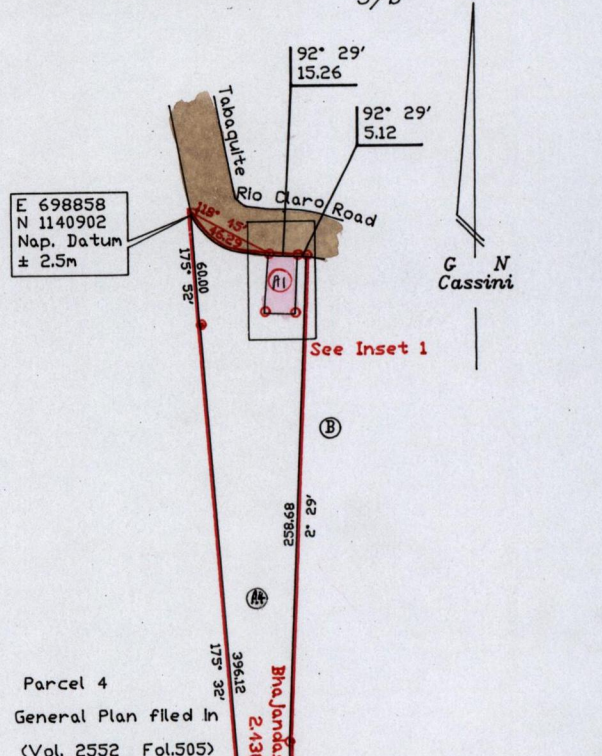 92° 29′
15.26
92° 29′
5.12
Tabaquite
Rio Claro Road
E 698858
N 1140902
Nap. Datum
± 2.5m
118° 45′
46.29
60.00
175° 52′
A1
G N
Cassini
See Inset 1
B
258.68
2° 29′
A4
396.12
175° 32′
Parcel 4
General Plan filed in
(Vol. 2552 Fol.505)